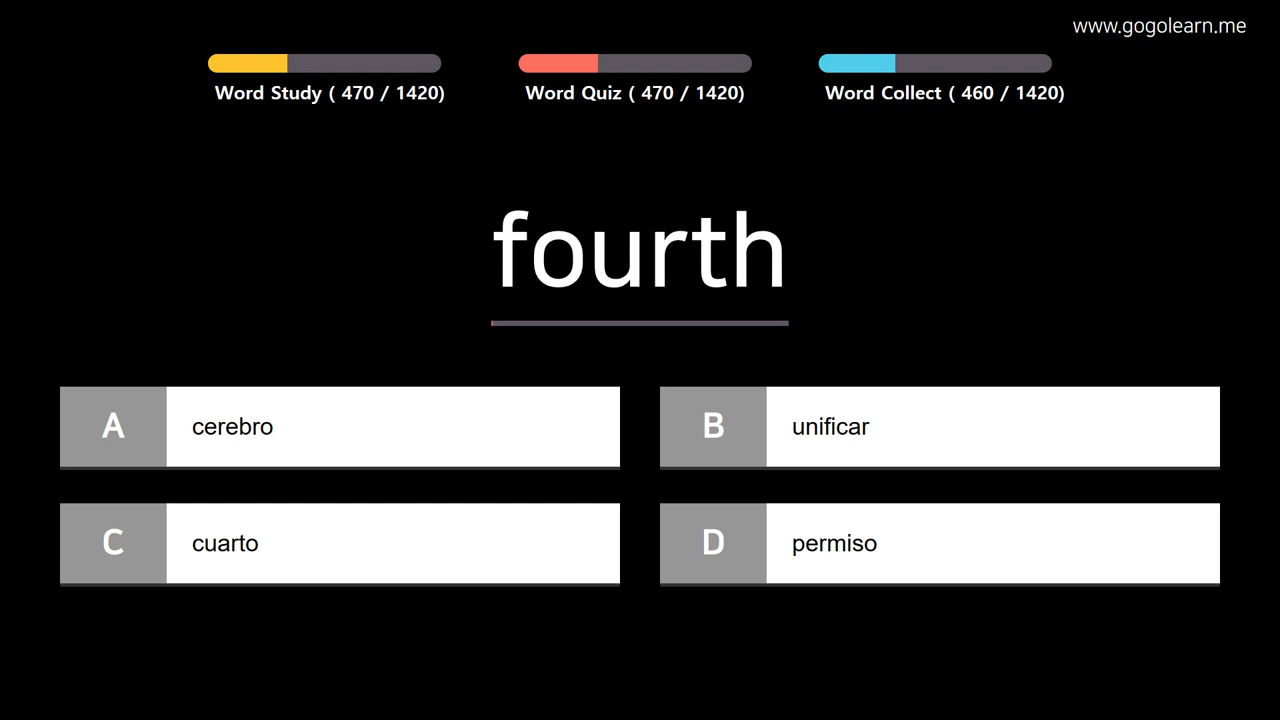 www.gogolearn.me
Word Study ( 470 / 1420)
Word Quiz ( 470 / 1420)
Word Collect ( 460 / 1420)
fourth
A
cerebro
B
unificar
C
cuarto
D
permiso